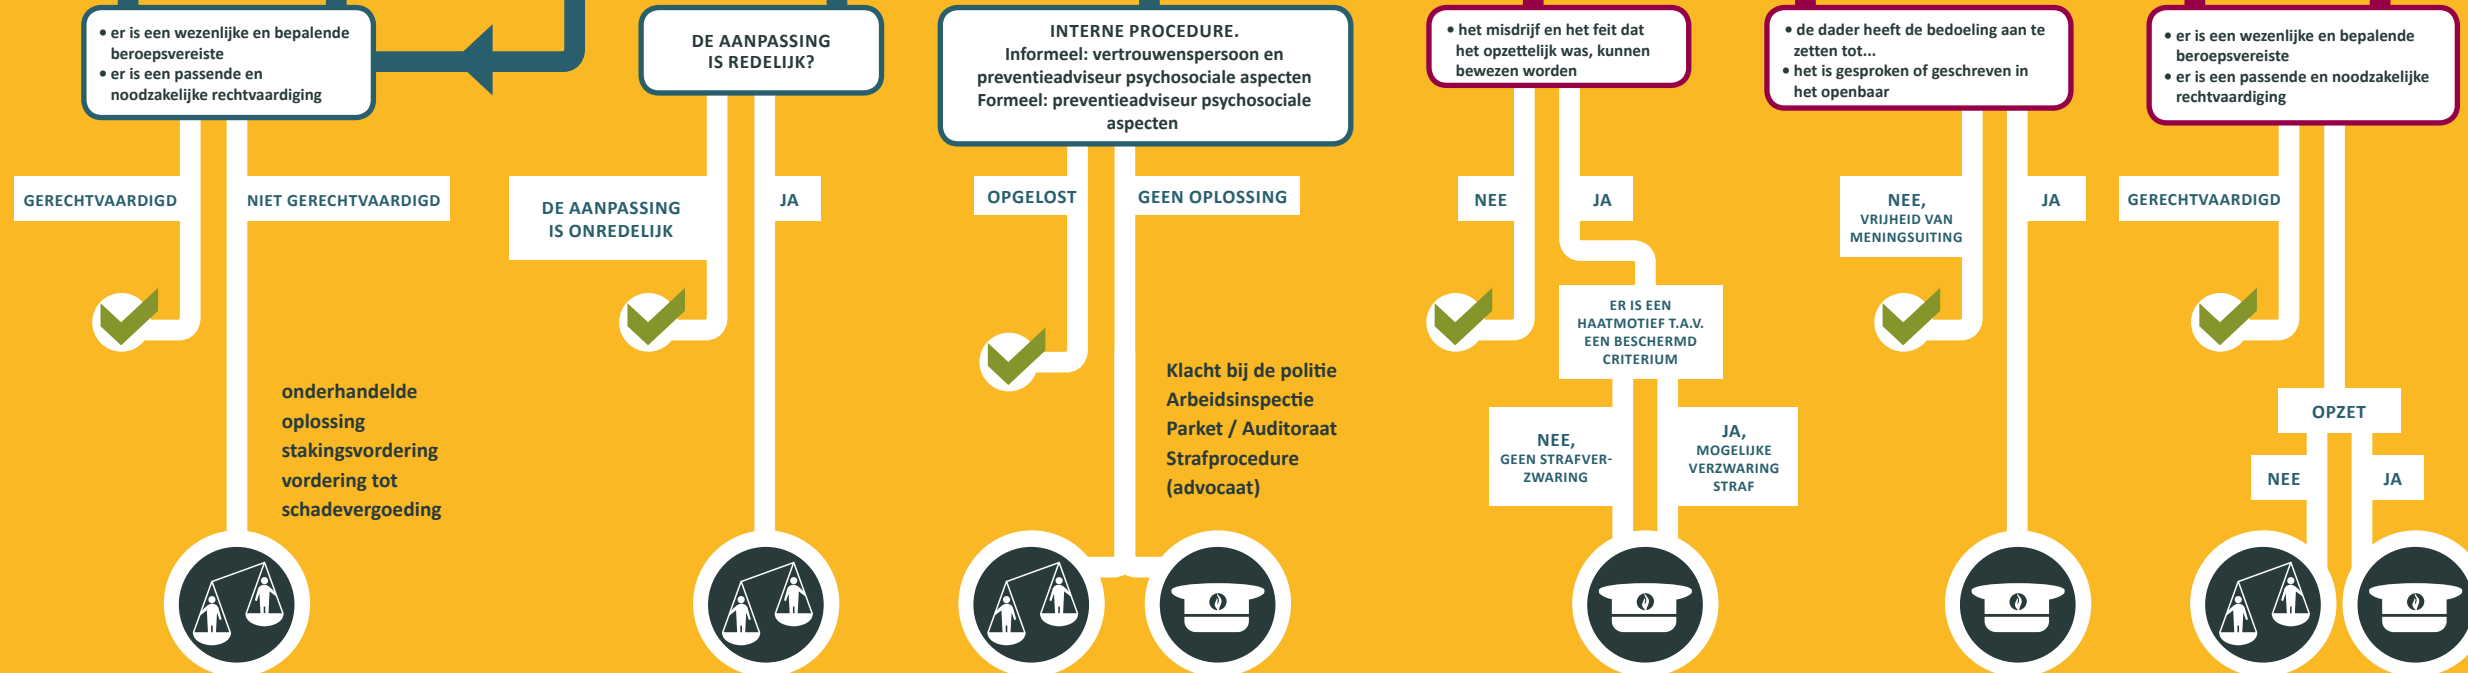 • er is een wezenlijke en bepalende
beroepsvereiste
• er is een passende en
noodzakelijke rechtvaardiging
GERECHTVAARDIGD
NIET GERECHTVAARDIGD
onderhandelde
oplossing
stakingsvordering
vordering tot
schadevergoeding
DE AANPASSING
IS REDELIJK?
DE AANPASSING
IS ONREDELIJK
JA
INTERNE PROCEDURE.
Informeel: vertrouwenspersoon en
preventieadviseur psychosociale aspecten
Formeel: preventieadviseur psychosociale
aspecten
OPGELOST
GEEN OPLOSSING
Klacht bij de politie
Arbeidsinspectie
Parket / Auditoraat
Strafprocedure
(advocaat)
• het misdrijf en het feit dat
het opzettelijk was, kunnen
bewezen worden
NEE
JA
ER IS EEN
HAATMOTIEF T.A.V.
EEN BESCHERMD
CRITERIUM
NEE,
GEEN STRAFVER-
ZWARING
JA,
MOGELIJKE
VERZWARING
STRAF
• de dader heeft de bedoeling aan te
zetten tot...
• het is gesproken of geschreven in
het openbaar
NEE,
VRIJHEID VAN
MENINGSUITING
JA
• er is een wezenlijke en bepalende
beroepsvereiste
• er is een passende en noodzakelijke
rechtvaardiging
GERECHTVAARDIGD
OPZET
NEE
JA